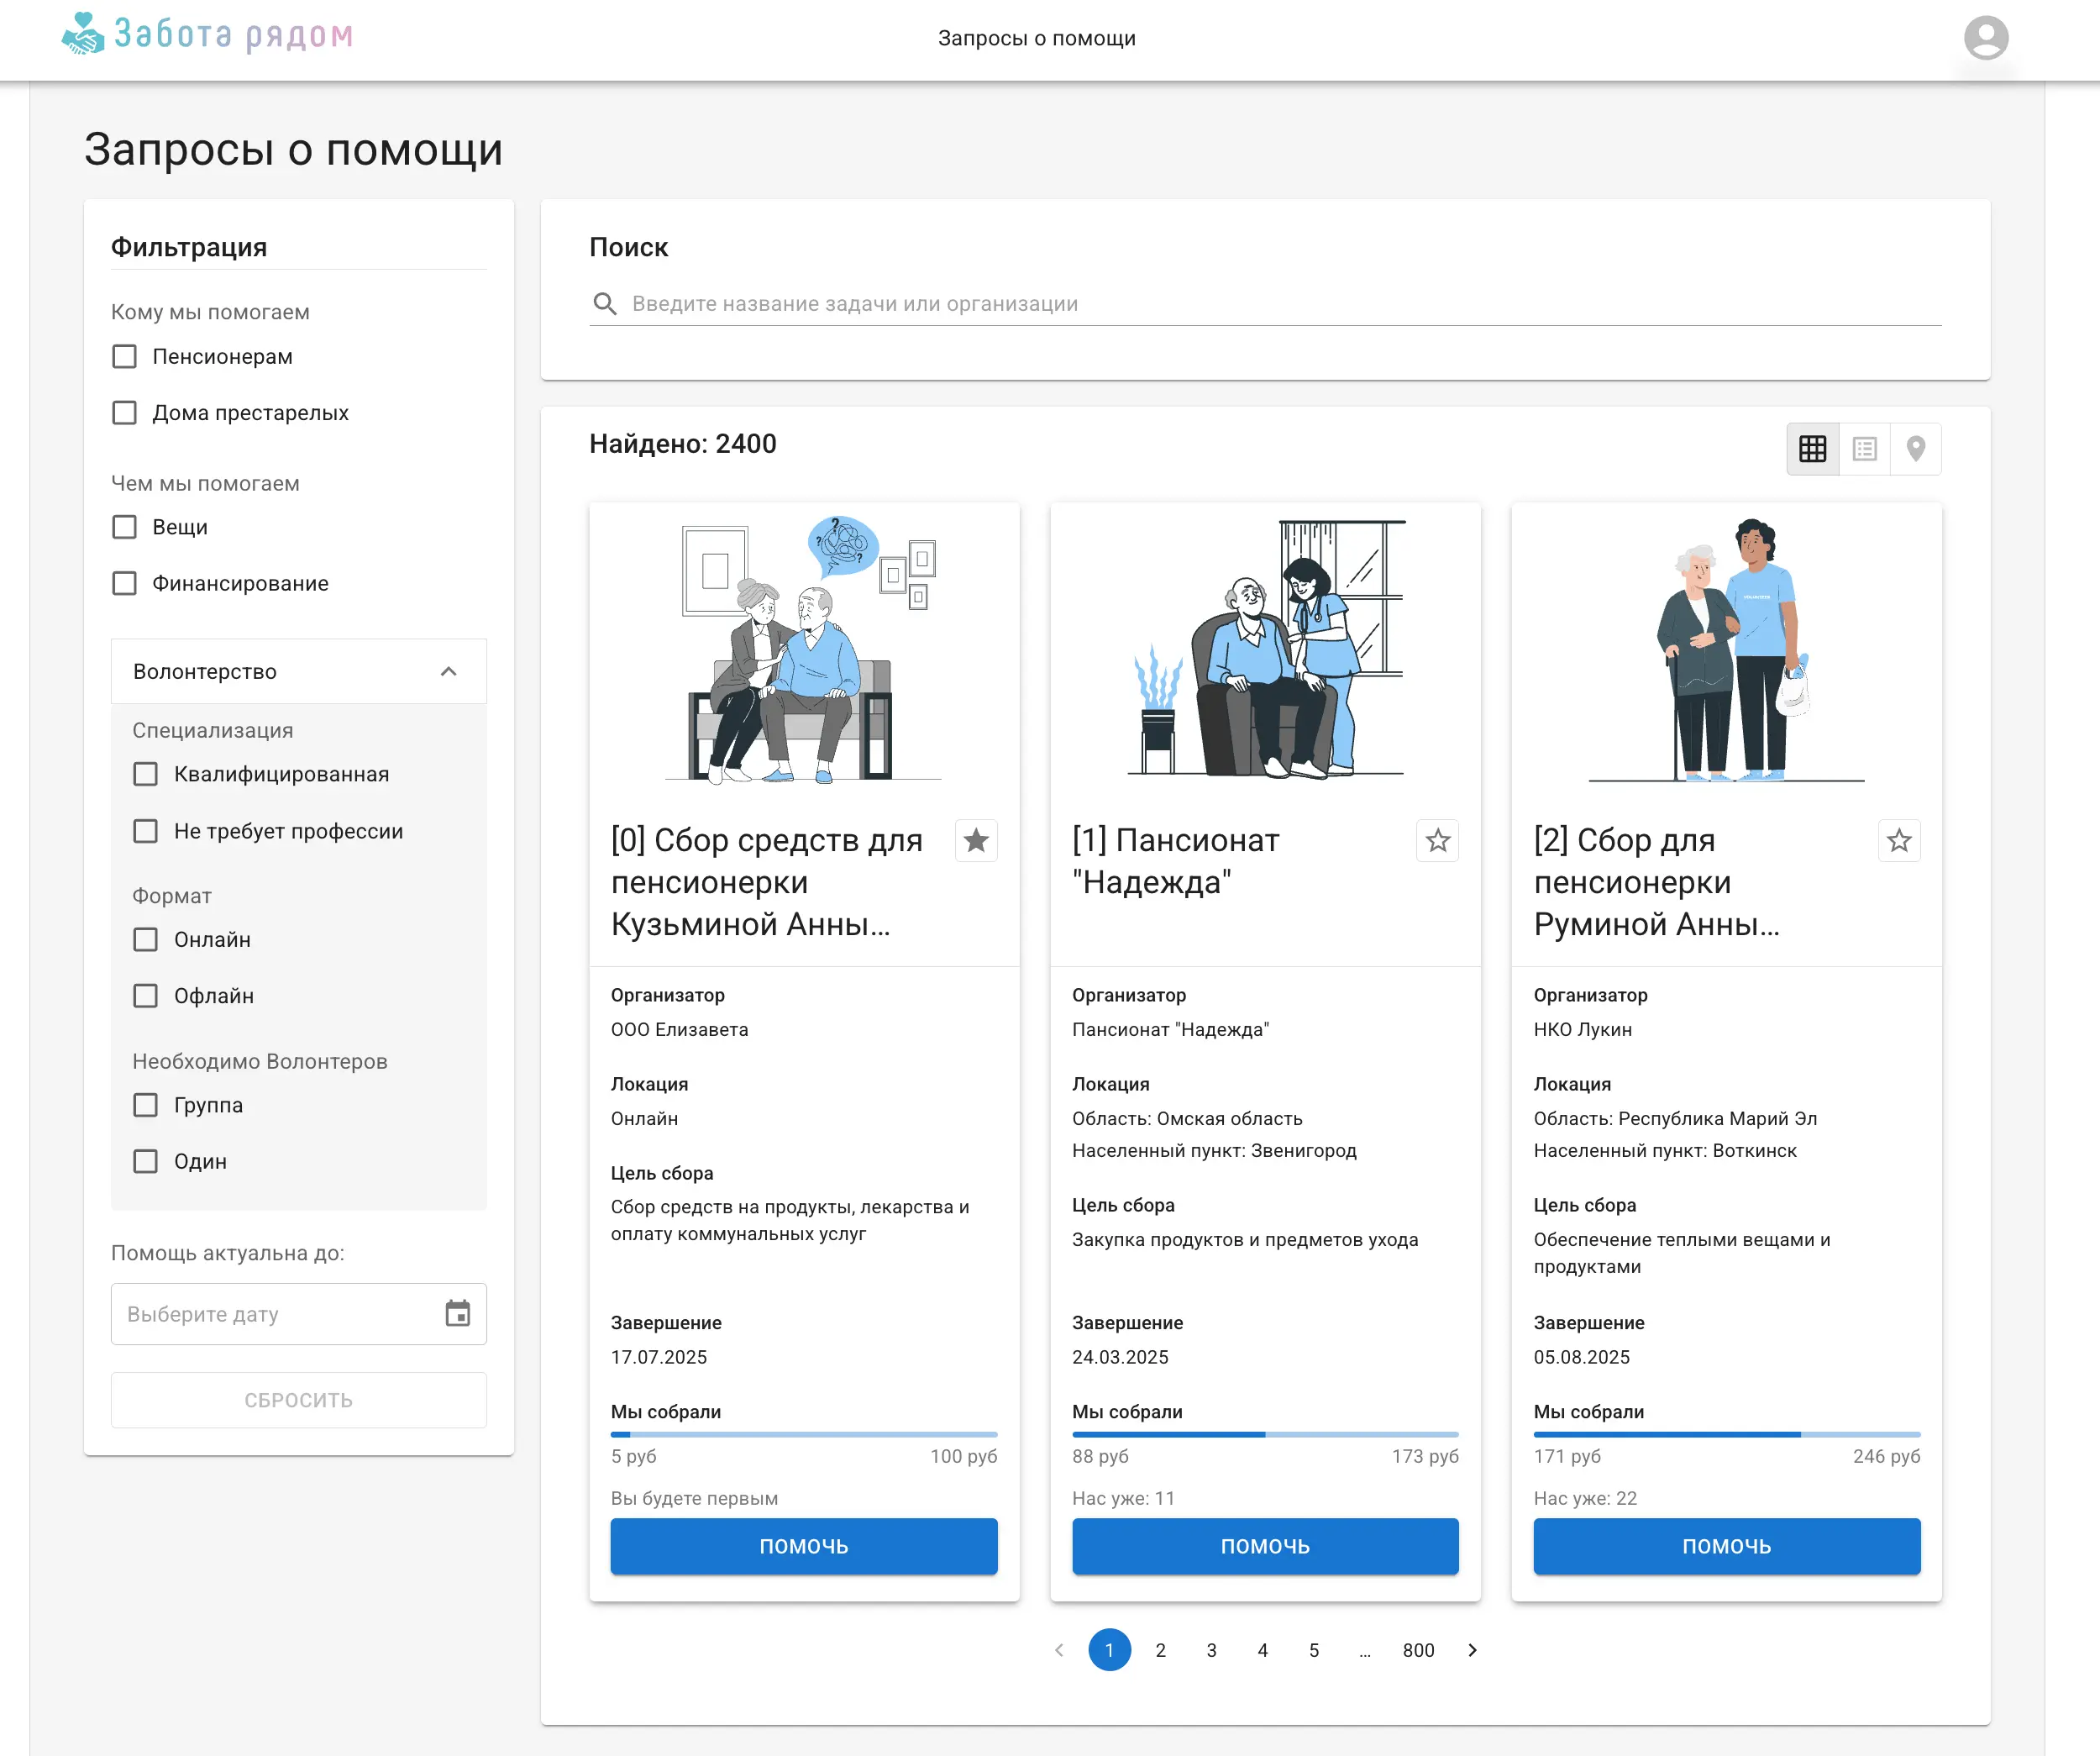 Забота рядом
Запросы о помощи
Запросы о помощи
Фильтрация
Кому мы помогаем
Пенсионерам
Дома престарелых
Чем мы помогаем
Вещи
Финансирование
Волонтерство
Специализация
Квалифицированная
Не требует профессии
Формат
Онлайн
Офлайн
Необходимо Волонтеров
Группа
Один
Помощь актуальна до:
Выберите дату
СБРОСИТЬ
Поиск
Введите название задачи или организации
Найдено: 2400
[0] Сбор средств для
пенсионерки
Кузьминой Анны...
Организатор
ООО Елизавета
Локация
Онлайн
Цель сбора
Сбор средств на продукты, лекарства и
оплату коммунальных услуг
Завершение
17.07.2025
Мы собрали
5 руб 100 руб
Вы будете первым
ПОМОЧЬ
[1] Пансионат
"Надежда"
Организатор
Пансионат "Надежда"
Локация
Область: Омская область
Населенный пункт: Звенигород
Цель сбора
Закупка продуктов и предметов ухода
Завершение
24.03.2025
Мы собрали
88 руб 173 руб
Нас уже: 11
ПОМОЧЬ
[2] Сбор для
пенсионерки
Руминой Анны...
Организатор
НКО Лукин
Локация
Область: Республика Марий Эл
Населенный пункт: Воткинск
Цель сбора
Обеспечение теплыми вещами и
продуктами
Завершение
05.08.2025
Мы собрали
171 руб 246 руб
Нас уже: 22
ПОМОЧЬ
1 2 3 4 5 ... 800